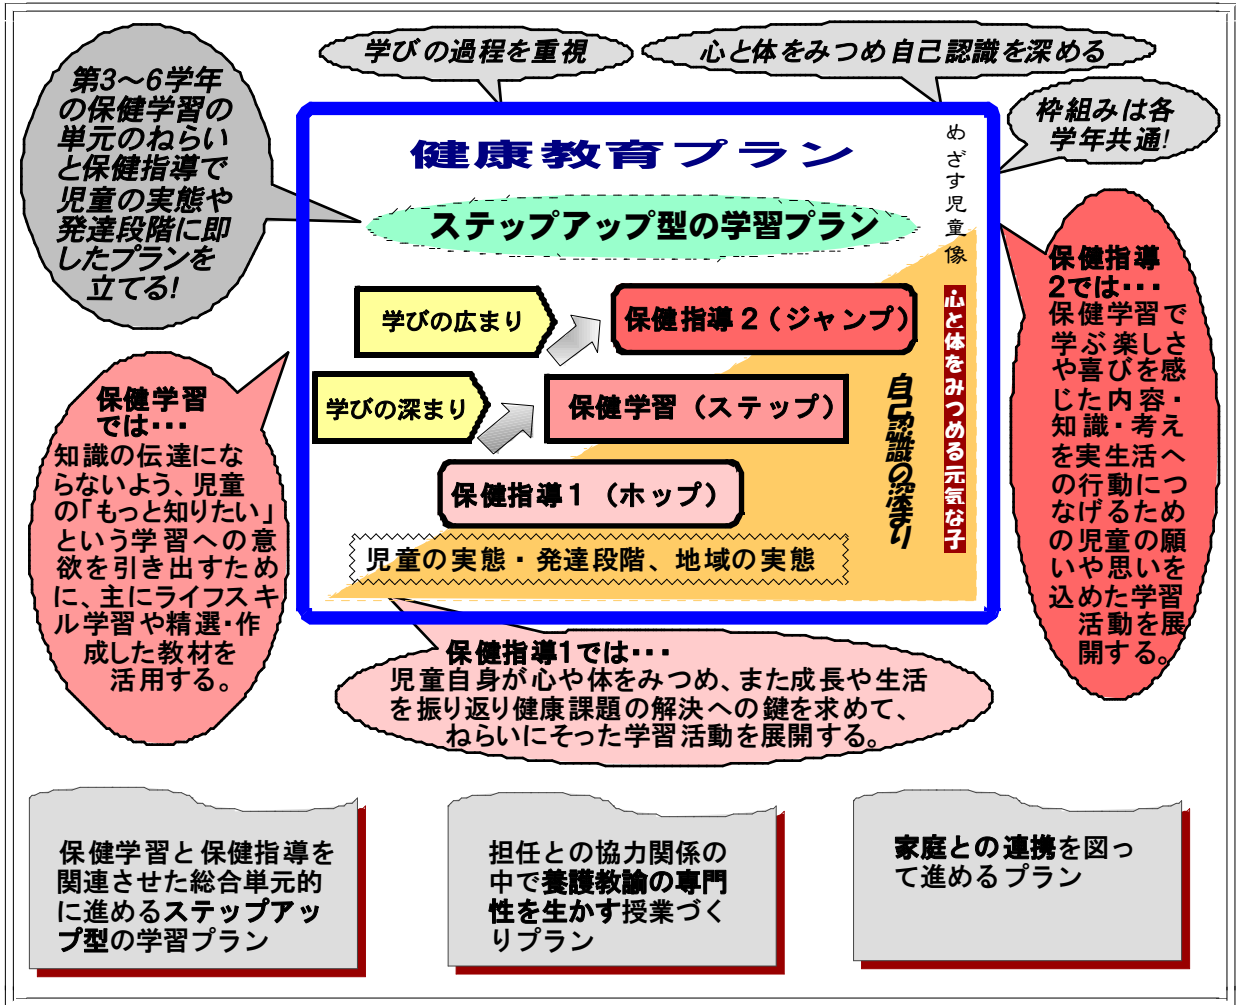 学びの過程を重視
心と体をみつめ自己認識を深める
枠組みは各
学年共通!
第3～6学年
の保健学習の
単元のねらい
と保健指導で
児童の実態や
発達段階に即
したプランを
立てる!
健康教育プラン
ステップアップ型の学習プラン
めざす児童像
心と体をみつめる元気な子
自己認識の深まり
学びの広まり
保健指導2(ジャンプ)
学びの深まり
保健学習(ステップ)
保健指導1(ホップ)
児童の実態・発達段階、地域の実態
保健指導
2では・・・
保健学習で
学ぶ楽しさ
や喜びを感
じた内容・
知識・考え
を実生活へ
の行動につ
なげるため
の児童の願
いや思いを
込めた学習
活動を展
開する。
保健学習
では・・・
知識の伝達にな
らないよう、児童
の「もっと知りたい」
という学習への意
欲を引き出すため
に、主にライフスキ
ル学習や精選・作
成した教材を
活用する。
保健指導1では・・・
児童自身が心や体をみつめ、また成長や生活
を振り返り健康課題の解決への鍵を求めて、
ねらいにそった学習活動を展開する。
保健学習と保健指導を
関連させた総合単元的
に進めるステップアッ
プ型の学習プラン
担任との協力関係の
中で養護教諭の専門
性を生かす授業づく
りプラン
家庭との連携を図っ
て進めるプラン